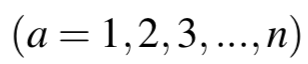 (a = 1,2,3,...,n)